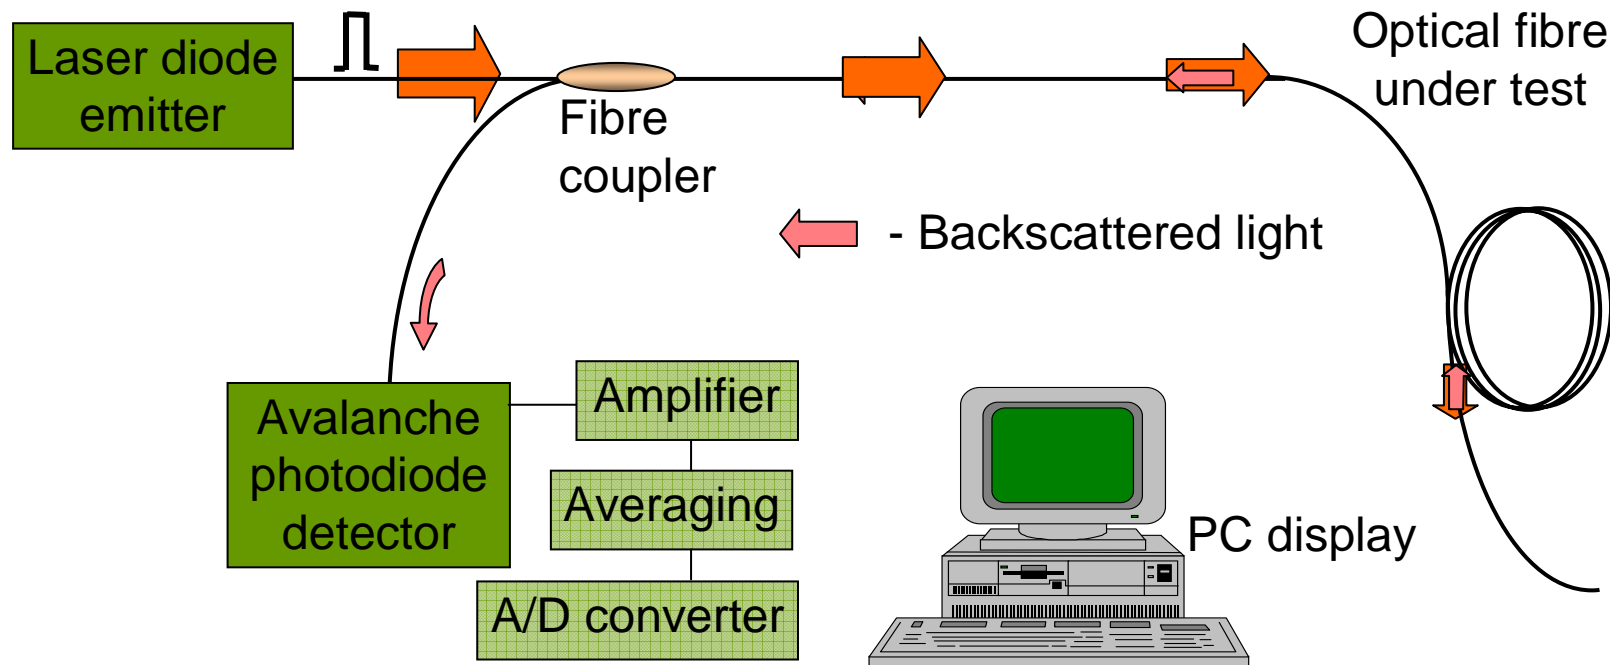 Laser diode
emitter
Fibre
coupler
Optical fibre
under test
- Backscattered light
Avalanche
photodiode
detector
Amplifier
Averaging
A/D converter
PC display